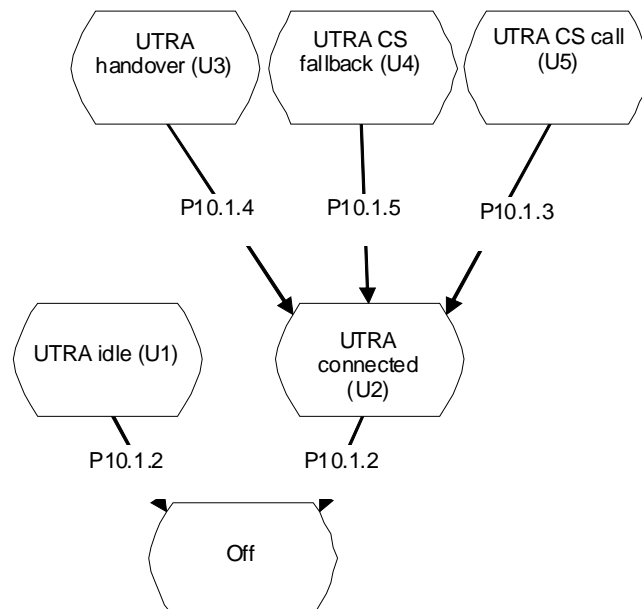 UTRA
handover (U3)
UTRA CS
fallback (U4)
UTRA CS call
(U5)
P10.1.4
P10.1.5
P10.1.3
UTRA idle (U1)
UTRA
connected
(U2)
P10.1.2
P10.1.2
Off